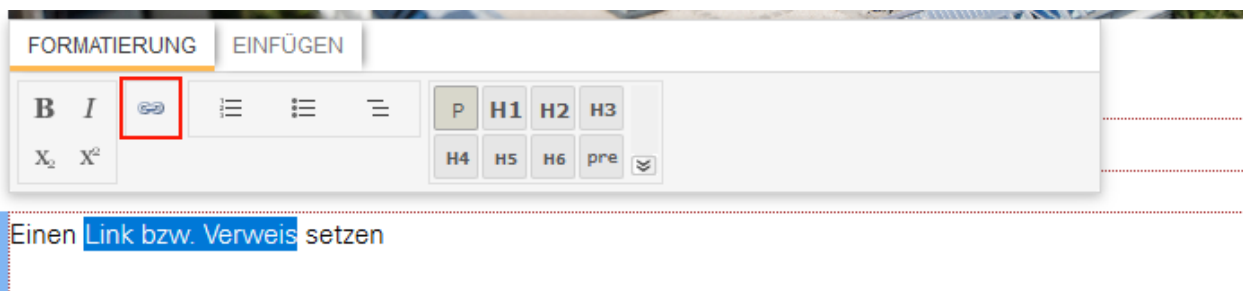 FORMATIERUNG EINFÜGEN
B I P H1 H2 H3
X₂ X² H4 H5 H6 pre
Einen Link bzw. Verweis setzen